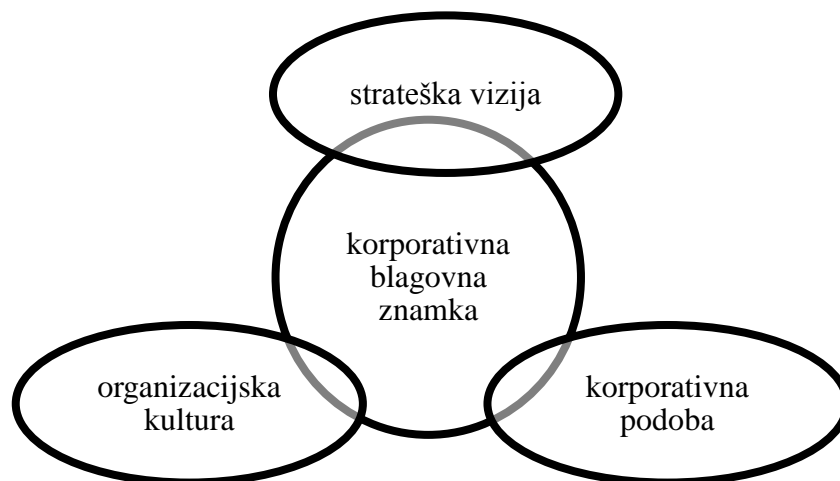 strateška vizija
korporativna
blagovna
znamka
organizacijska
kultura
korporativna
podoba